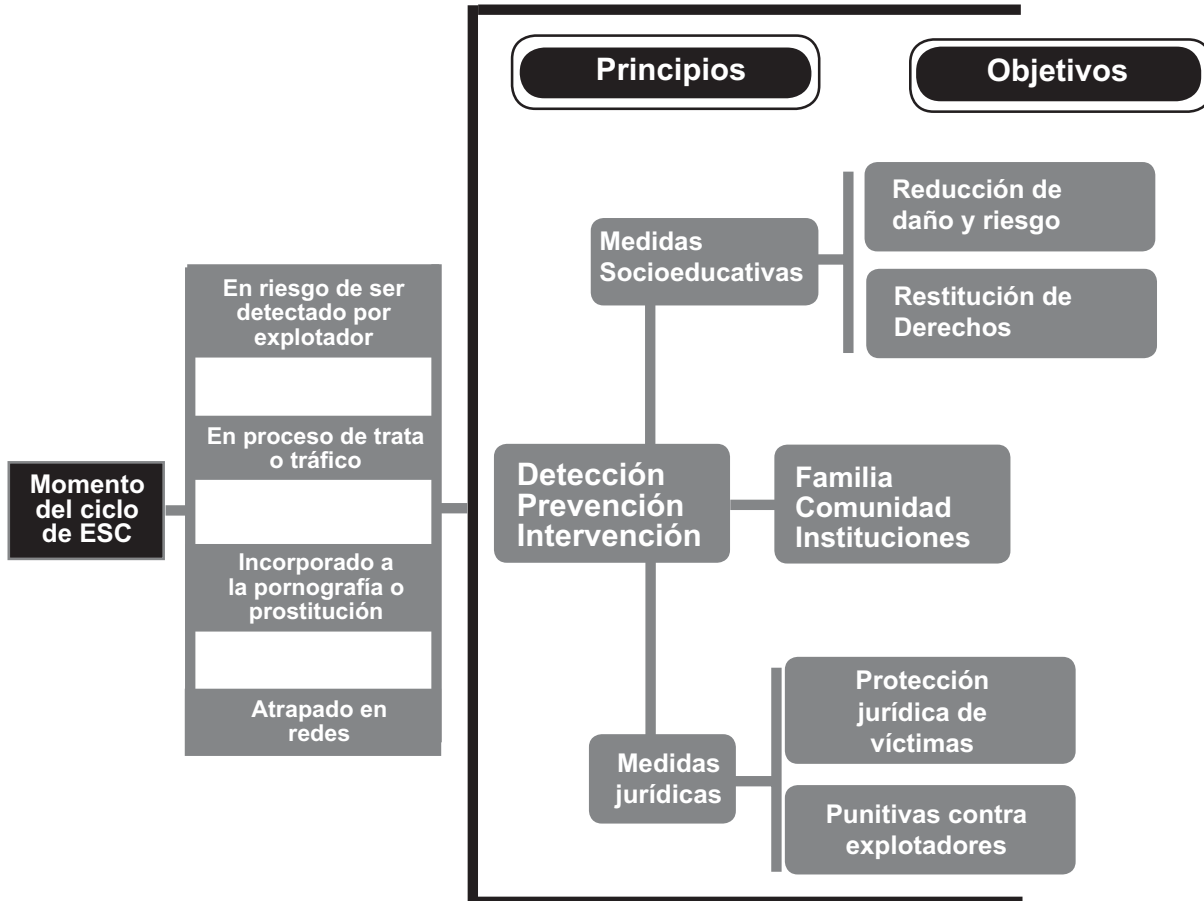 Principios
Objetivos
Momento
del ciclo
de ESC
En riesgo de ser
detectado por
explotador
En proceso de trata
o tráfico
Incorporado a
la pornografía o
prostitución
Atrapado en
redes
Medidas
Socioeducativas
Reducción de
daño y riesgo
Restitución de
Derechos
Detección
Prevención
Intervención
Familia
Comunidad
Instituciones
Medidas
jurídicas
Protección
jurídica de
víctimas
Punitivas contra
explotadores